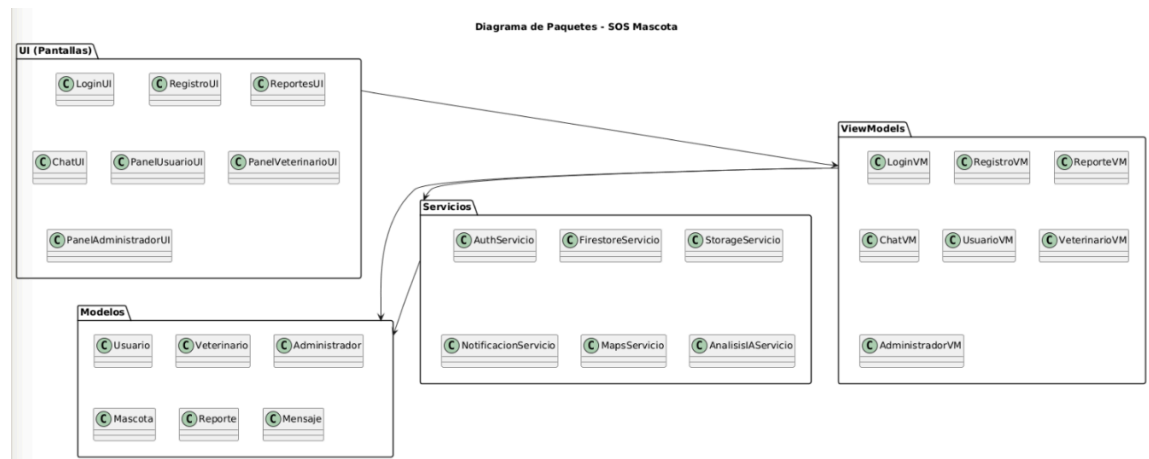 Diagrama de Paquetes - SOS Mascota
UI (Pantallas)
C LoginUI
C RegistroUI
C ReportesUI
C ChatUI
C PanelUsuarioUI
C PanelVeterinarioUI
C PanelAdministradorUI
ViewModels
C LoginVM
C RegistroVM
C ReporteVM
C ChatVM
C UsuarioVM
C VeterinarioVM
C AdministradorVM
Servicios
C AuthServicio
C FirestoreServicio
C StorageServicio
C NotificacionServicio
C MapsServicio
C AnalisisIAServicio
Modelos
C Usuario
C Veterinario
C Administrador
C Mascota
C Reporte
C Mensaje